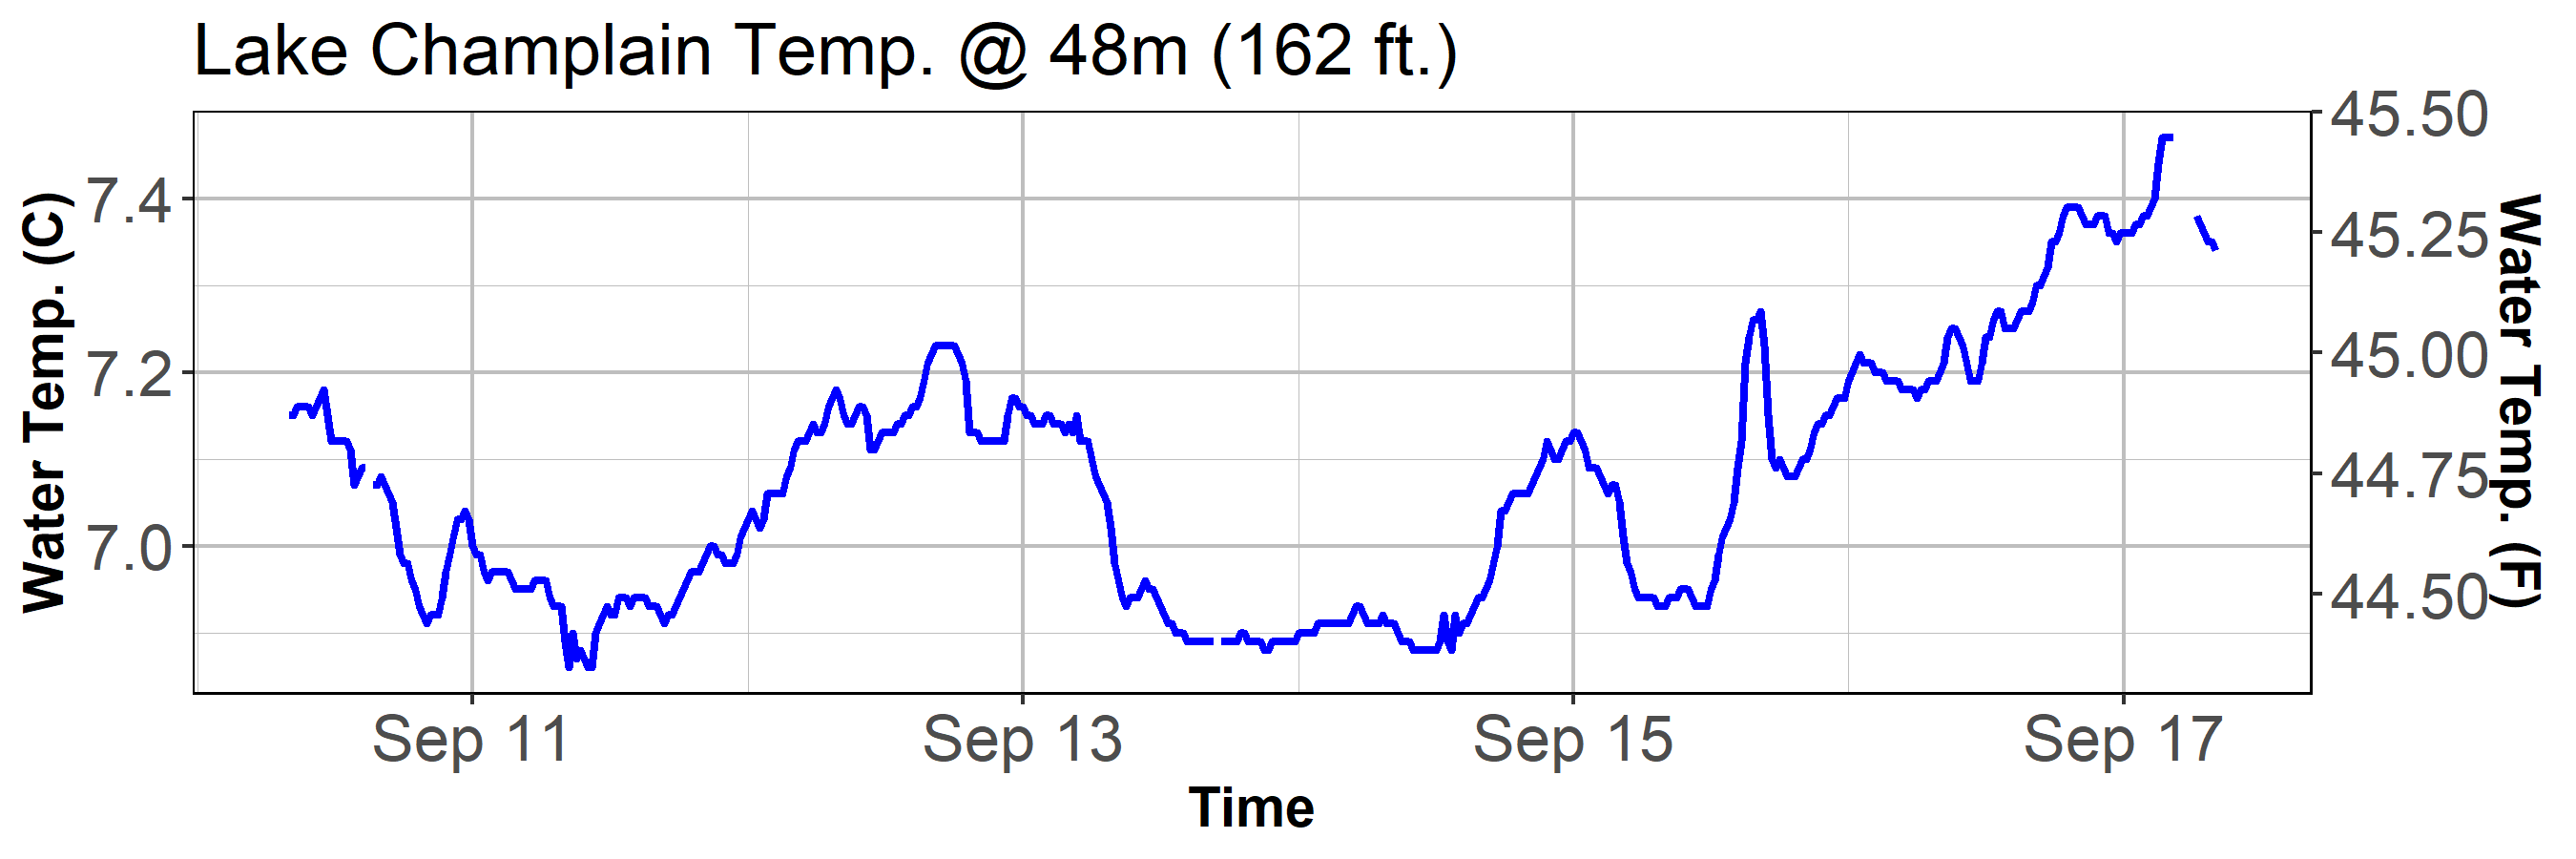 Lake Champlain Temp. @ 48m (162 ft.)
Water Temp. (C)
7.4
7.2
7.0
45.50
45.25
45.00
44.75
44.50
Water Temp. (F)
Sep 11
Sep 13
Sep 15
Sep 17
Time